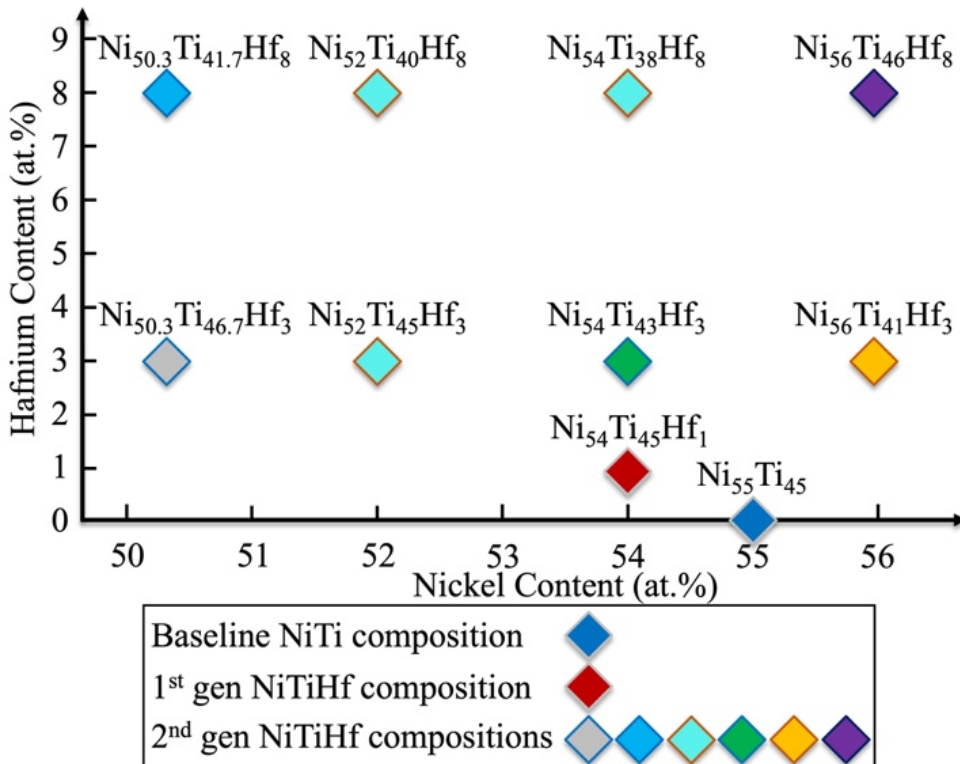 Hafnium Content (at.%)
9
8
7
6
5
4
3
2
1
0
Ni50.3Ti41.7Hf8
Ni52Ti40Hf8
Ni54Ti38Hf8
Ni56Ti46Hf8
Ni50.3Ti46.7Hf3
Ni52Ti45Hf3
Ni54Ti43Hf3
Ni56Ti41Hf3
Ni54Ti45Hf1
Ni55Ti45
50 51 52 53 54 55 56
Nickel Content (at.%)
Baseline NiTi composition
1st gen NiTiHf composition
2nd gen NiTiHf compositions